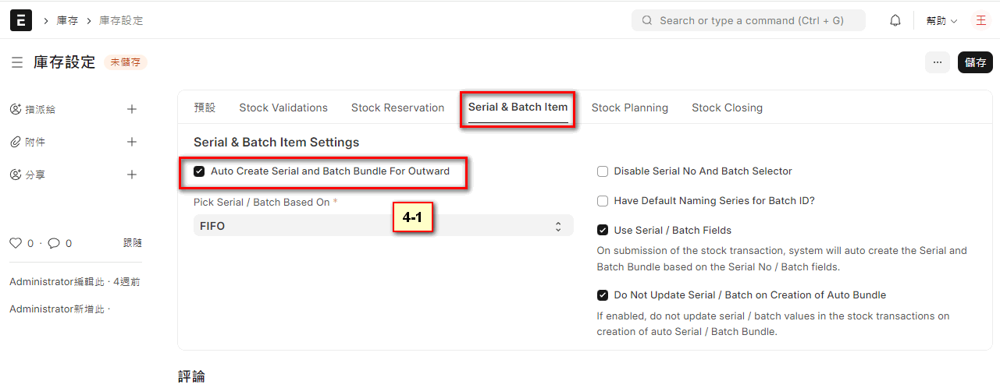 E > 庫存 > 庫存設定 Search or type a command (Ctrl + G) 幫助 王
庫存設定 未儲存 ... 儲存
指派給 +
附件 +
分享 +
0 · 0 跟隨
Administrator編輯此 · 4週前
Administrator新增此 ·
預設 Stock Validations Stock Reservation Serial & Batch Item Stock Planning Stock Closing
Serial & Batch Item Settings
Auto Create Serial and Batch Bundle For Outward
Pick Serial / Batch Based On *
4-1
FIFO
Disable Serial No And Batch Selector
Have Default Naming Series for Batch ID?
Use Serial / Batch Fields
On submission of the stock transaction, system will auto create the Serial and
Batch Bundle based on the Serial No / Batch fields.
Do Not Update Serial / Batch on Creation of Auto Bundle
If enabled, do not update serial / batch values in the stock transactions on
creation of auto Serial / Batch Bundle.
評論